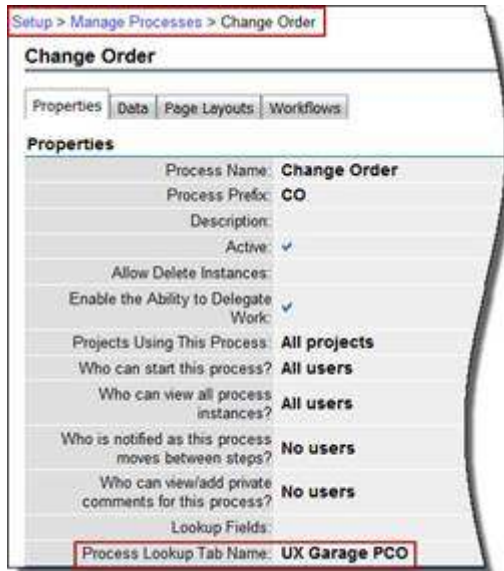 Setup > Manage Processes > Change Order
Change Order
Properties Data Page Layouts Workflows
Properties
Process Name: Change Order
Process Prefix: CO
Description:
Active:
Allow Delete Instances:
Enable the Ability to Delegate
Work:
Projects Using This Process: All projects
Who can start this process? All users
Who can view all process
instances? All users
Who is notified as this process
moves between steps? No users
Who can view/add private
comments for this process? No users
Lookup Fields:
Process Lookup Tab Name: UX Garage PCO